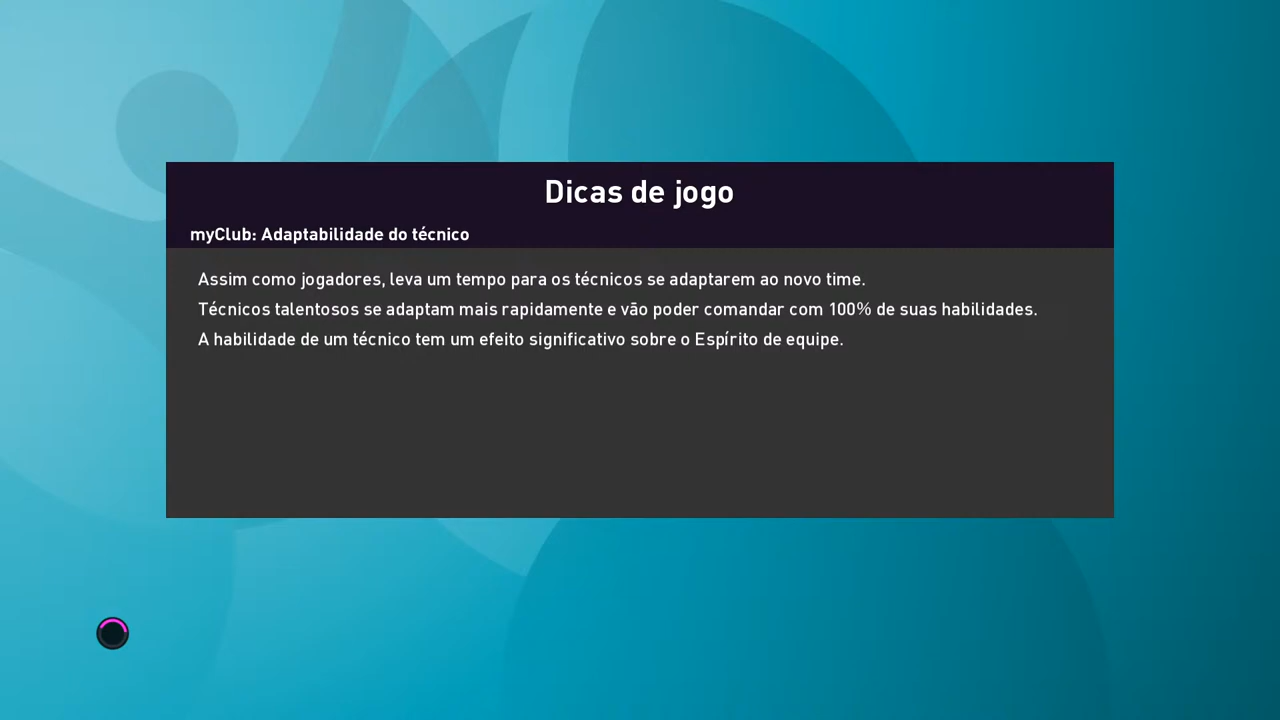 Dicas de jogo
myClub: Adaptabilidade do técnico
Assim como jogadores, leva um tempo para os técnicos se adaptarem ao novo time.
Técnicos talentosos se adaptam mais rapidamente e vão poder comandar com 100% de suas habilidades.
A habilidade de um técnico tem um efeito significativo sobre o Espírito de equipe.